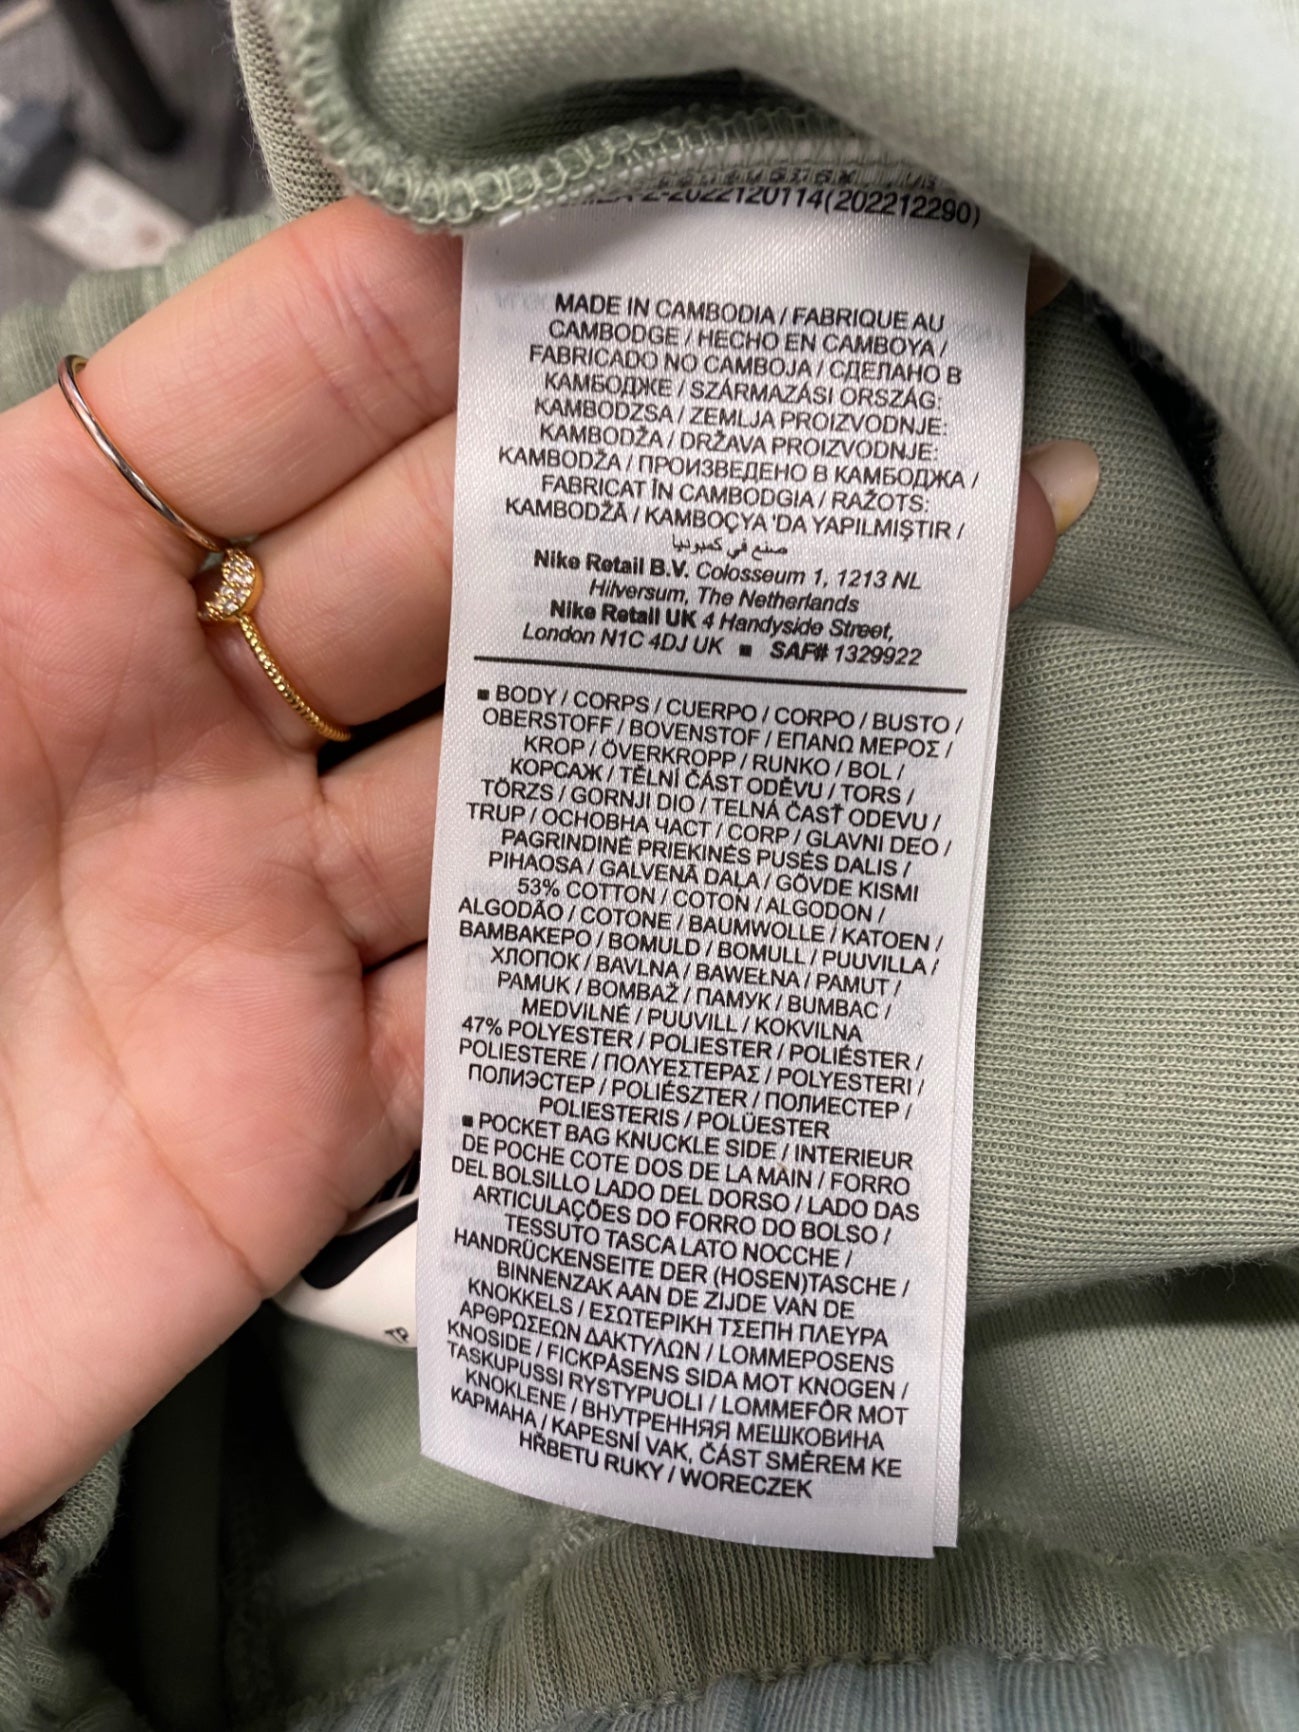 2-2022120114(202212290)
MADE IN CAMBODIA / FABRIQUE AU
CAMBODGE / HECHO EN CAMBOYA /
FABRICADO NO CAMBOJA / СДЕЛАНО В
КАМБОДЖЕ / SZÁRMAZÁSI ORSZÁG:
KAMBODZSA / ZEMLJA PROIZVODNJE:
KAMBODŽA / DRŽAVA PROIZVODNJE:
KAMBODŽA / ПРОИЗВЕДЕНО В КАМБОДЖА /
FABRICAT ÎN CAMBODGIA / RAŽOTS:
KAMBODŽĀ / KAMBOÇYA 'DA YAPILMIŞTIR /
صنع في كمبوديا
Nike Retail B.V. Colosseum 1, 1213 NL
Hilversum, The Netherlands
Nike Retail UK 4 Handyside Street,
London N1C 4DJ UK ■ SAF# 1329922
■ BODY / CORPS / CUERPO / CORPO / BUSTO /
OBERSTOFF / BOVENSTOF / ΕΠΑΝΩ ΜΕΡΟΣ /
KROP / ÖVERKROPP / RUNKO / BOL /
КОРСАЖ / TĚLNÍ ČÁST ODĚVU / TORS /
TÖRZS / GORNJI DIO / TELNÁ ČASŤ ODEVU /
TRUP / ОСНОВНА ЧАСТ / CORP / GLAVNI DEO /
PAGRINDINĖ PRIEKINĖS PUSĖS DALIS /
PIHAOSA / GALVENĀ DAĻA / GÖVDE KISMI
53% COTTON / COTON / ALGODON /
ALGODÃO / COTONE / BAUMWOLLE / KATOEN /
ΒΑΜΒΑΚΕΡΟ / BOMULD / BOMULL / PUUVILLA /
ХЛОПОК / BAVLNA / BAWEŁNA / PAMUT /
PAMUK / BOMBAŽ / ПАМУК / BUMBAC /
MEDVILNĖ / PUUVILL / KOKVILNA
47% POLYESTER / POLIESTER / POLIÉSTER /
POLIESTERE / ΠΟΛΥΕΣΤΕΡΑΣ / POLYESTERI /
ПОЛИЭСТЕР / POLIÉSZTER / ПОЛИЕСТЕР /
POLIESTERIS / POLÜESTER
■ POCKET BAG KNUCKLE SIDE / INTERIEUR
DE POCHE COTE DOS DE LA MAIN / FORRO
DEL BOLSILLO LADO DEL DORSO / LADO DAS
ARTICULAÇÕES DO FORRO DO BOLSO /
TESSUTO TASCA LATO NOCCHE /
HANDRÜCKENSEITE DER (HOSEN)TASCHE /
BINNENZAK AAN DE ZIJDE VAN DE
KNOKKELS / ΕΣΩΤΕΡΙΚΗ ΤΣΕΠΗ ΠΛΕΥΡΑ
ΑΡΘΡΩΣΕΩΝ ΔΑΚΤΥΛΩΝ / LOMMEPOSENS
KNOSIDE / FICKPÅSENS SIDA MOT KNOGEN /
TASKUPUSSI RYSTYPUOLI / LOMMEFÔR MOT
KNOKLENE / ВНУТРЕННЯЯ МЕШКОВИНА
КАРМАНА / KAPESNÍ VAK, ČÁST SMĚREM KE
HŘBETU RUKY / WORECZEK